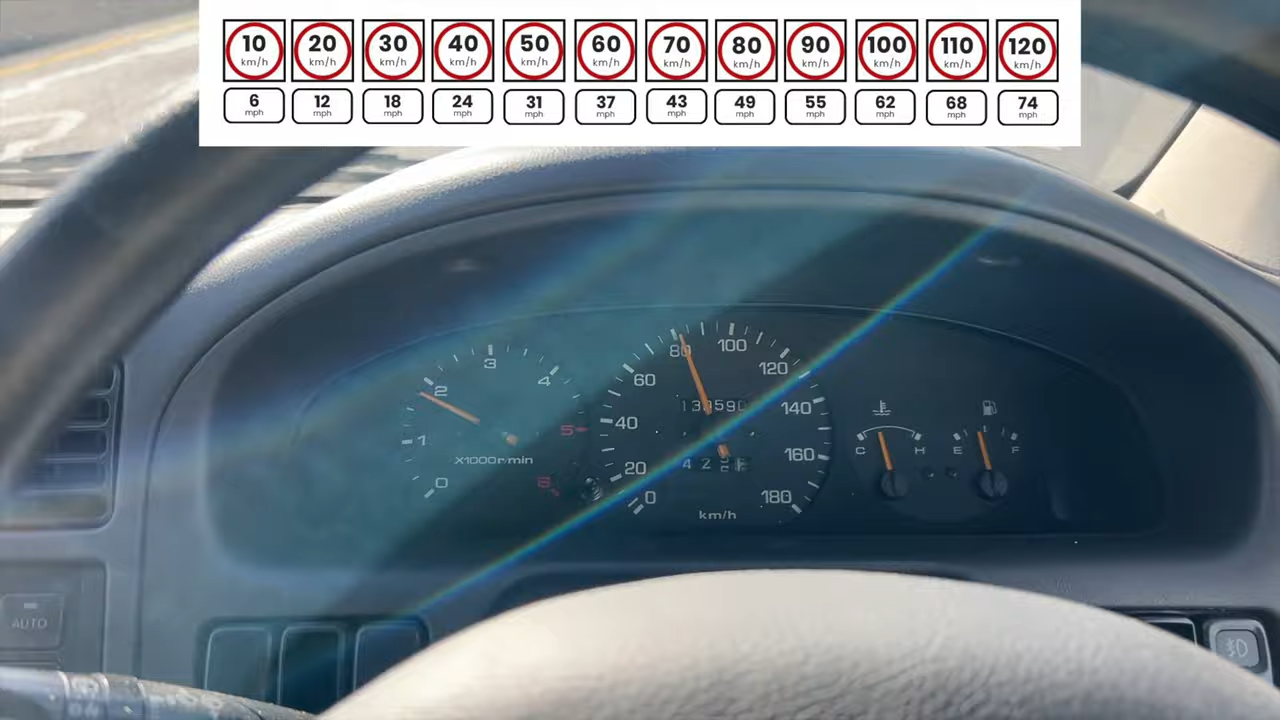 10 20 30 40 50 60 70 80 90 100 110 120
km/h km/h km/h km/h km/h km/h km/h km/h km/h km/h km/h km/h
6 12 18 24 31 37 43 49 55 62 68 74
mph mph mph mph mph mph mph mph mph mph mph mph
0 1 2 3 4 5 6
X1000r/min
0 20 40 60 80 100 120 140 160 180
km/h
C H
E F
AUTO